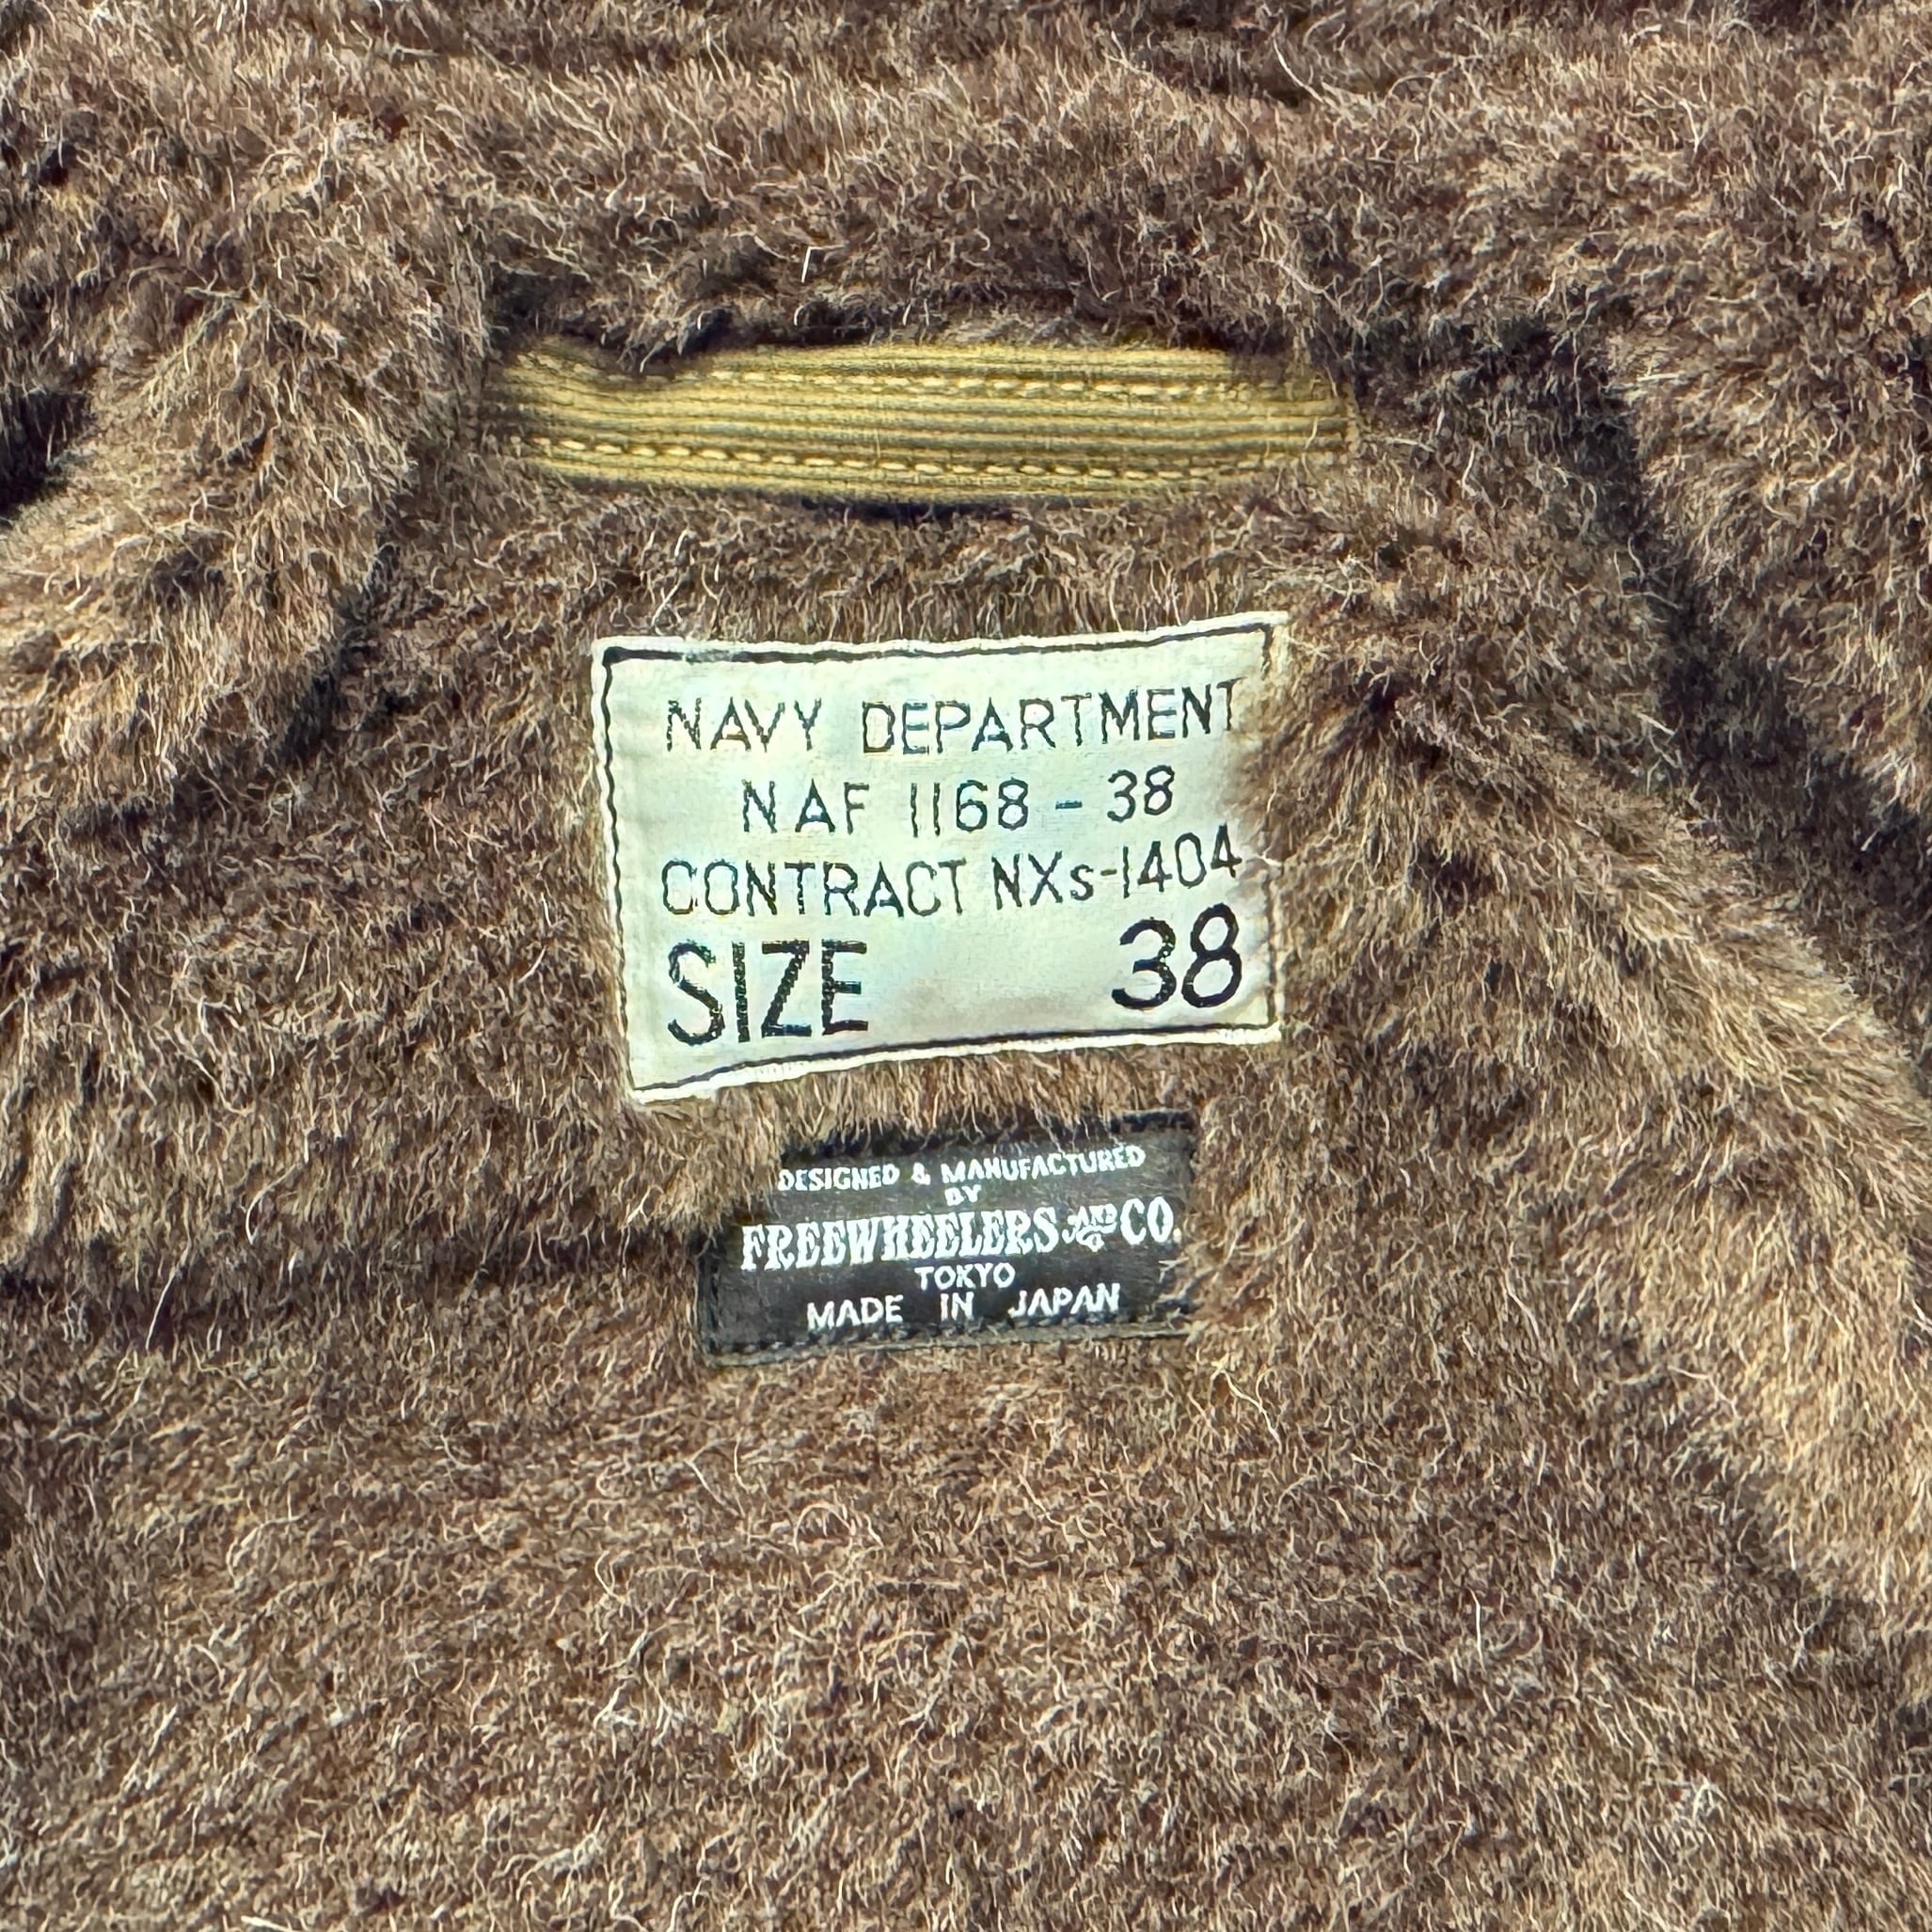 NAVY DEPARTMENT
NAF 1168 - 38
CONTRACT NXs-1404
SIZE 38
DESIGNED & MANUFACTURED
BY
FREEWHEELERS AND CO.
TOKYO
MADE IN JAPAN